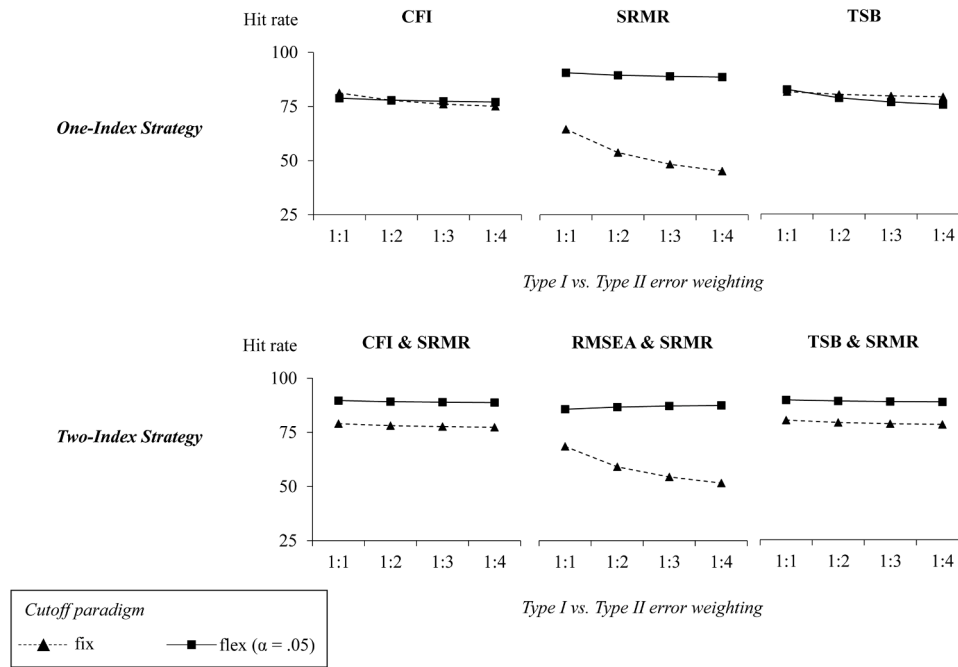 Hit rate
CFI
SRMR
TSB
One-Index Strategy
100
75
50
25
1:1 1:2 1:3 1:4
1:1 1:2 1:3 1:4
1:1 1:2 1:3 1:4
Type I vs. Type II error weighting
Hit rate
CFI & SRMR
RMSEA & SRMR
TSB & SRMR
Two-Index Strategy
100
75
50
25
1:1 1:2 1:3 1:4
1:1 1:2 1:3 1:4
1:1 1:2 1:3 1:4
Type I vs. Type II error weighting
Cutoff paradigm
fix
flex (α = .05)